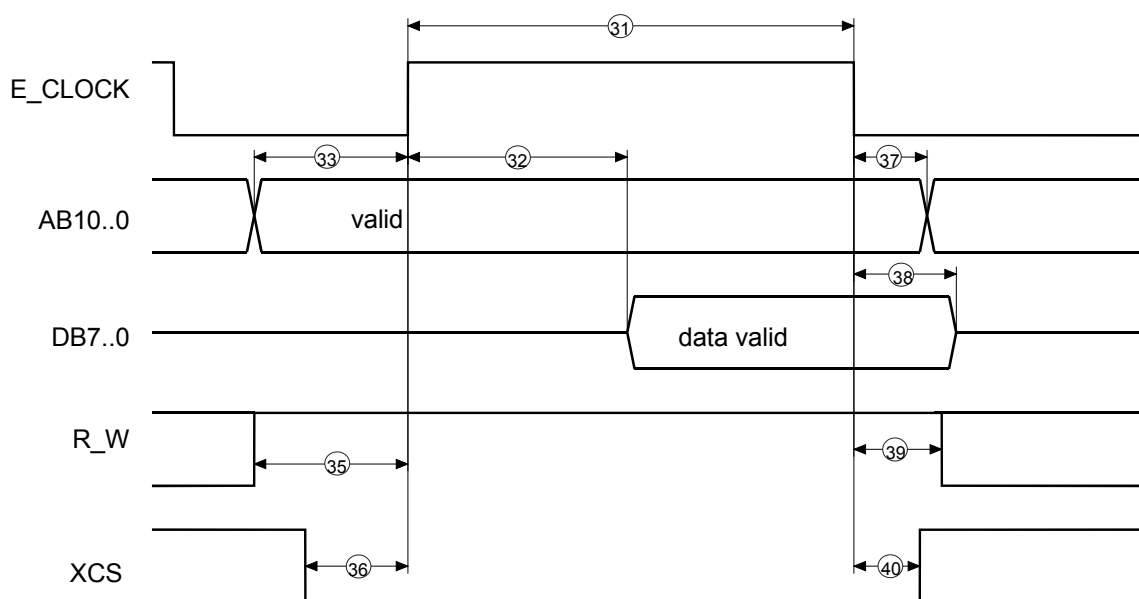 31
E_CLOCK
33
32
37
AB10..0
valid
38
DB7..0
data valid
R_W
35
39
XCS
36
40